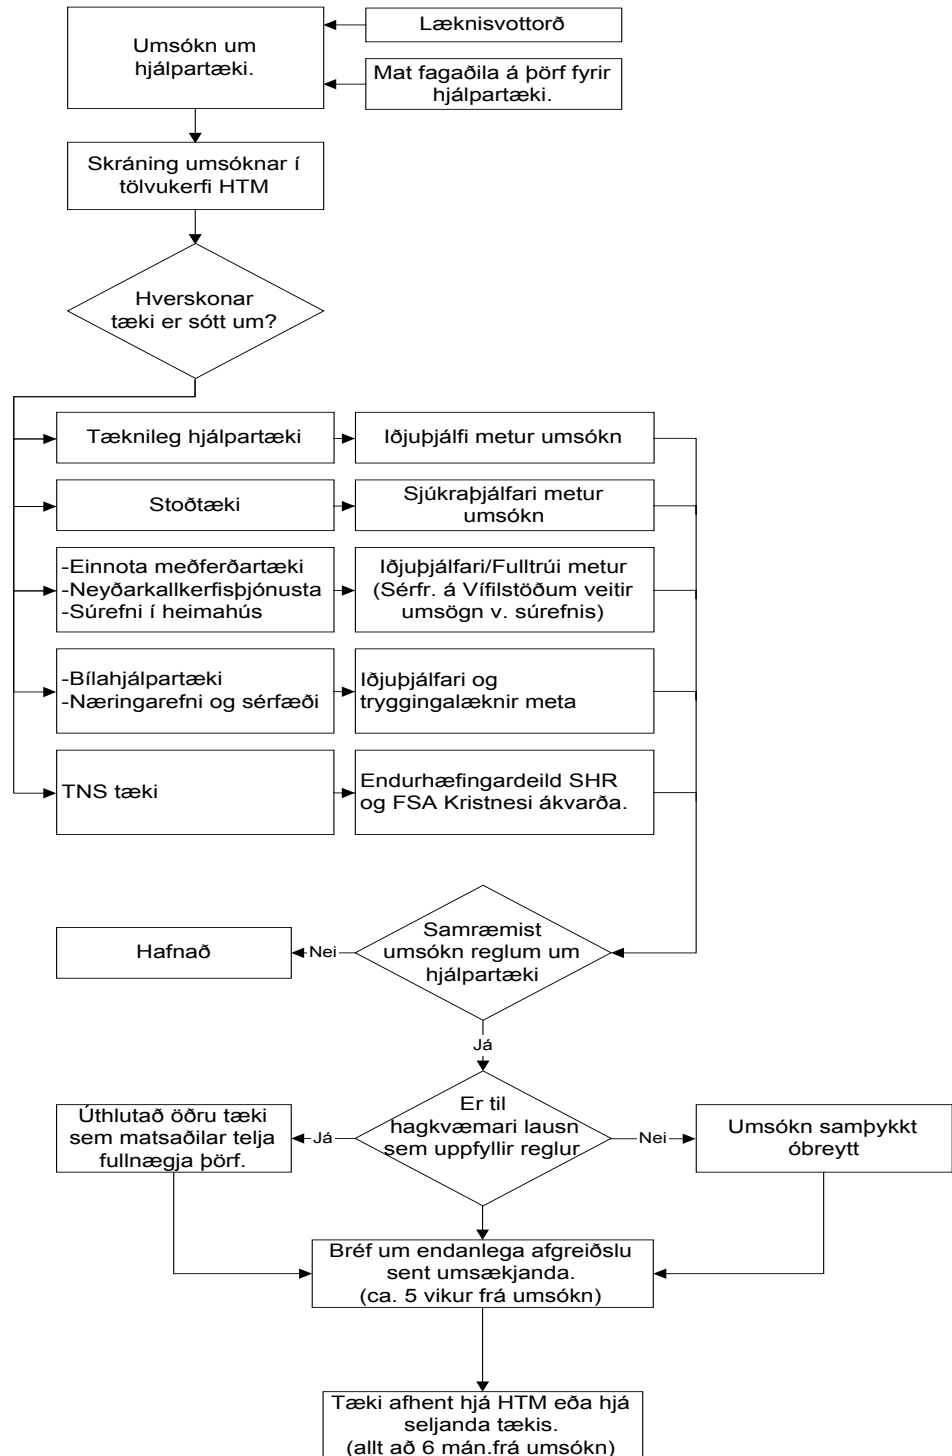 Umsókn um
hjálpartæki.
Læknisvottorð
Mat fagaðila á þörf fyrir
hjálpartæki.
Skráning umsóknar í
tölvukerfi HTM
Hverskonar
tæki er sótt um?
Tæknileg hjálpartæki
Iðjuþjálfi metur umsókn
Stoðtæki
Sjúkraþjálfari metur
umsókn
-Einnota meðferðartæki
-Neyðarkallkerfisþjónusta
-Súrefni í heimahús
Iðjuþjálfari/Fulltrúi metur
(Sérfr. á Vífilstöðum veitir
umsögn v. súrefnis)
-Bílahjálpartæki
-Næringarefni og sérfæði
Iðjuþjálfari og
tryggingalæknir meta
TNS tæki
Endurhæfingardeild SHR
og FSA Kristnesi ákvarða.
Samræmist
umsókn reglum um
hjálpartæki
Nei
Hafnað
Já
Er til
hagkvæmari lausn
sem uppfyllir reglur
Já
Úthlutað öðru tæki
sem matsaðilar telja
fullnægja þörf.
Nei
Umsókn samþykkt
óbreytt
Bréf um endanlega afgreiðslu
sent umsækjanda.
(ca. 5 vikur frá umsókn)
Tæki afhent hjá HTM eða hjá
seljanda tækis.
(allt að 6 mán.frá umsókn)